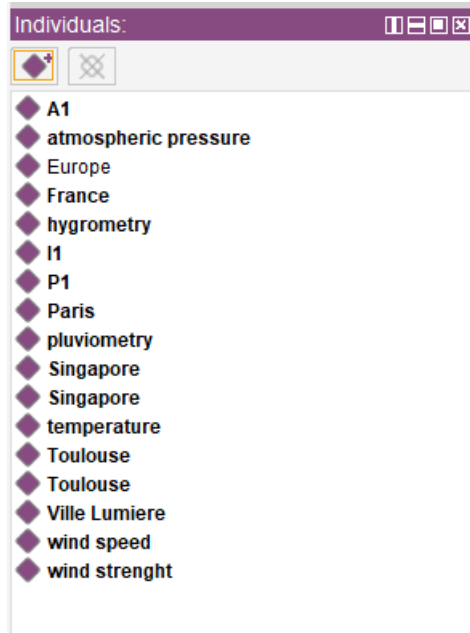 Individuals:
A1
atmospheric pressure
Europe
France
hygrometry
I1
P1
Paris
pluviometry
Singapore
Singapore
temperature
Toulouse
Toulouse
Ville Lumiere
wind speed
wind strenght